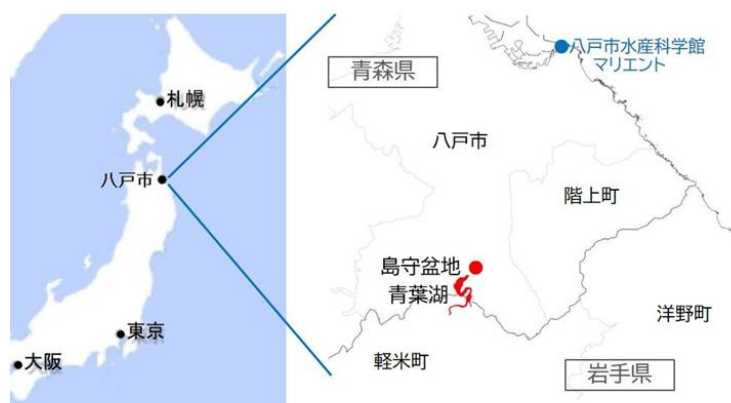 札幌
八戸市
東京
大阪
八戸市水産科学館
マリエント
青森県
八戸市
階上町
島守盆地
青葉湖
洋野町
軽米町
岩手県